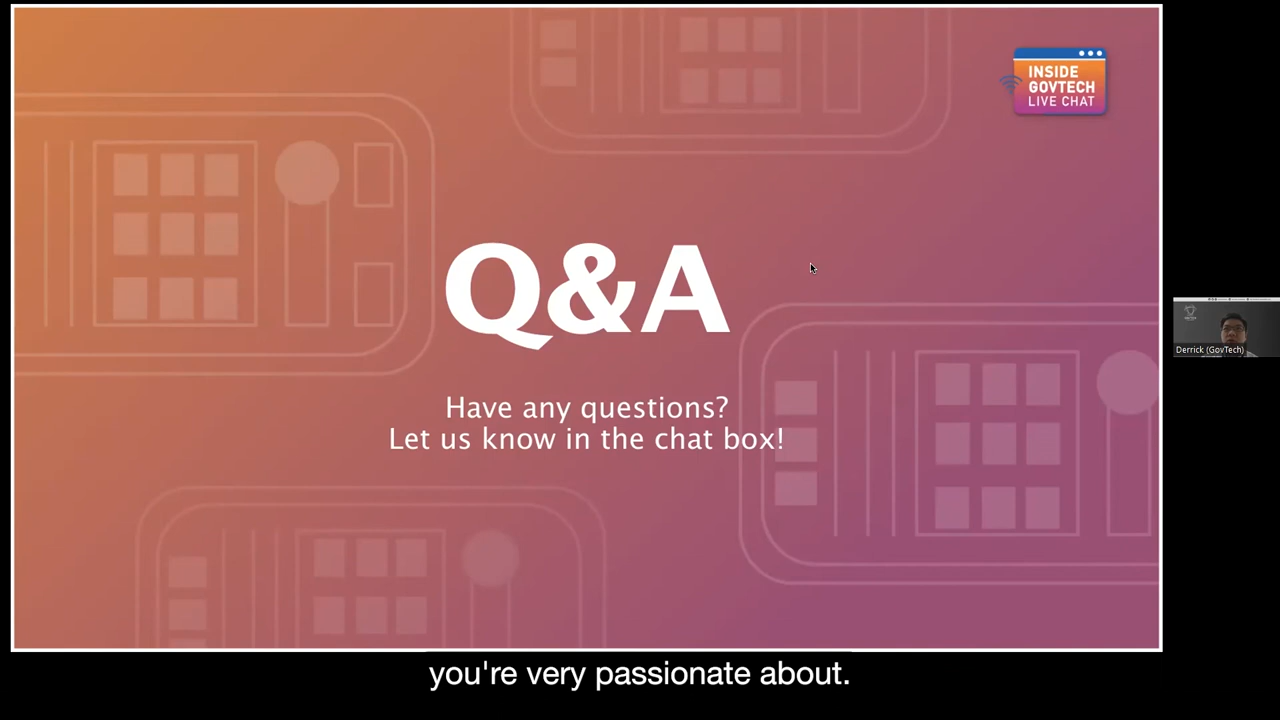 INSIDE
GOVTECH
LIVE CHAT
Q&A
Have any questions?
Let us know in the chat box!
Derrick (GovTech)
you're very passionate about.